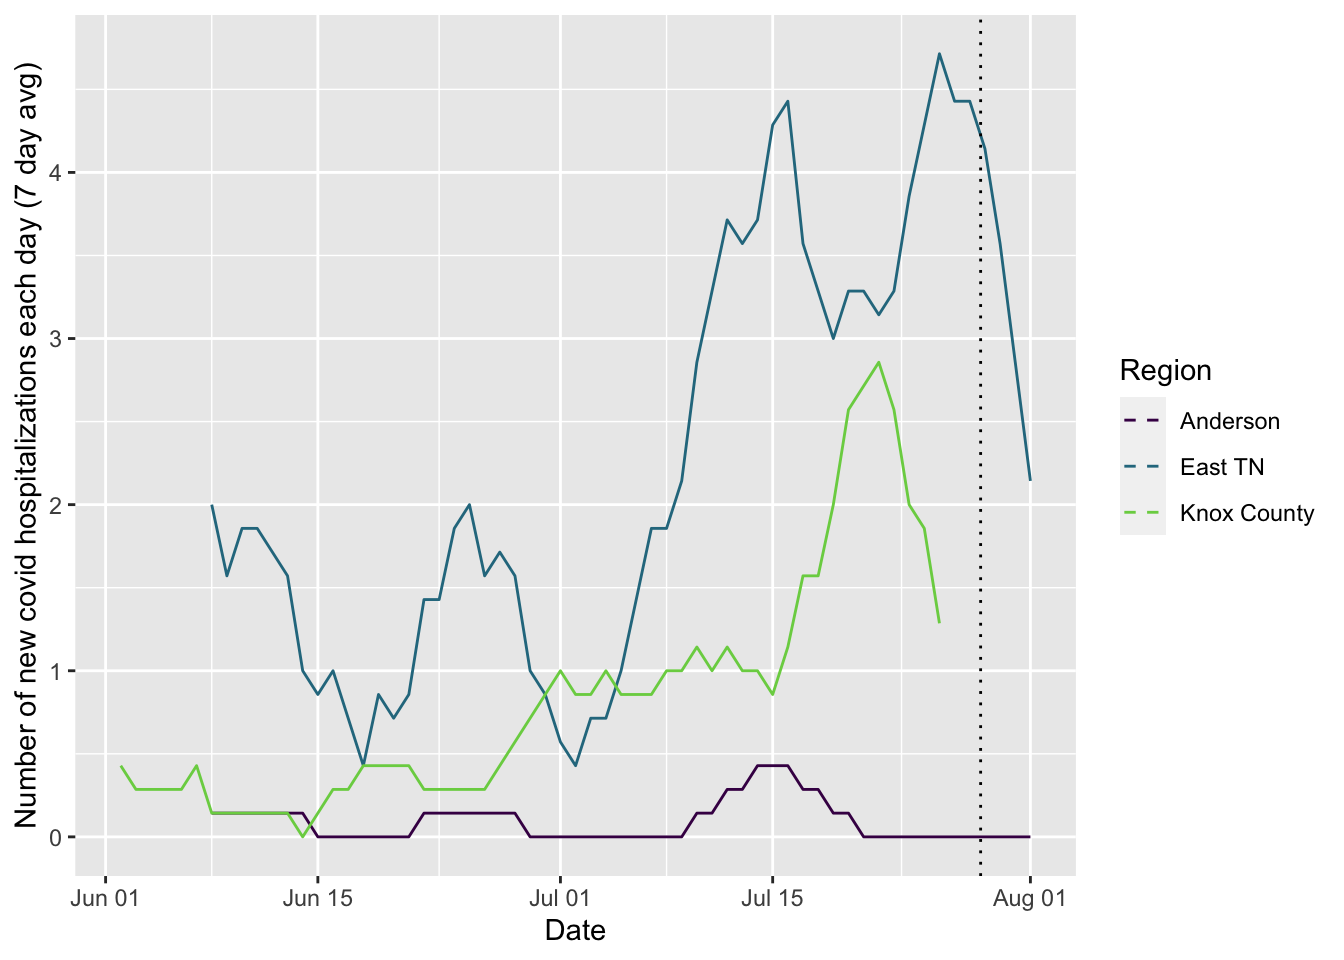 Number of new covid hospitalizations each day (7 day avg)
4
3
2
1
0
Jun 01
Jun 15
Jul 01
Jul 15
Aug 01
Date
Region
Anderson
East TN
Knox County